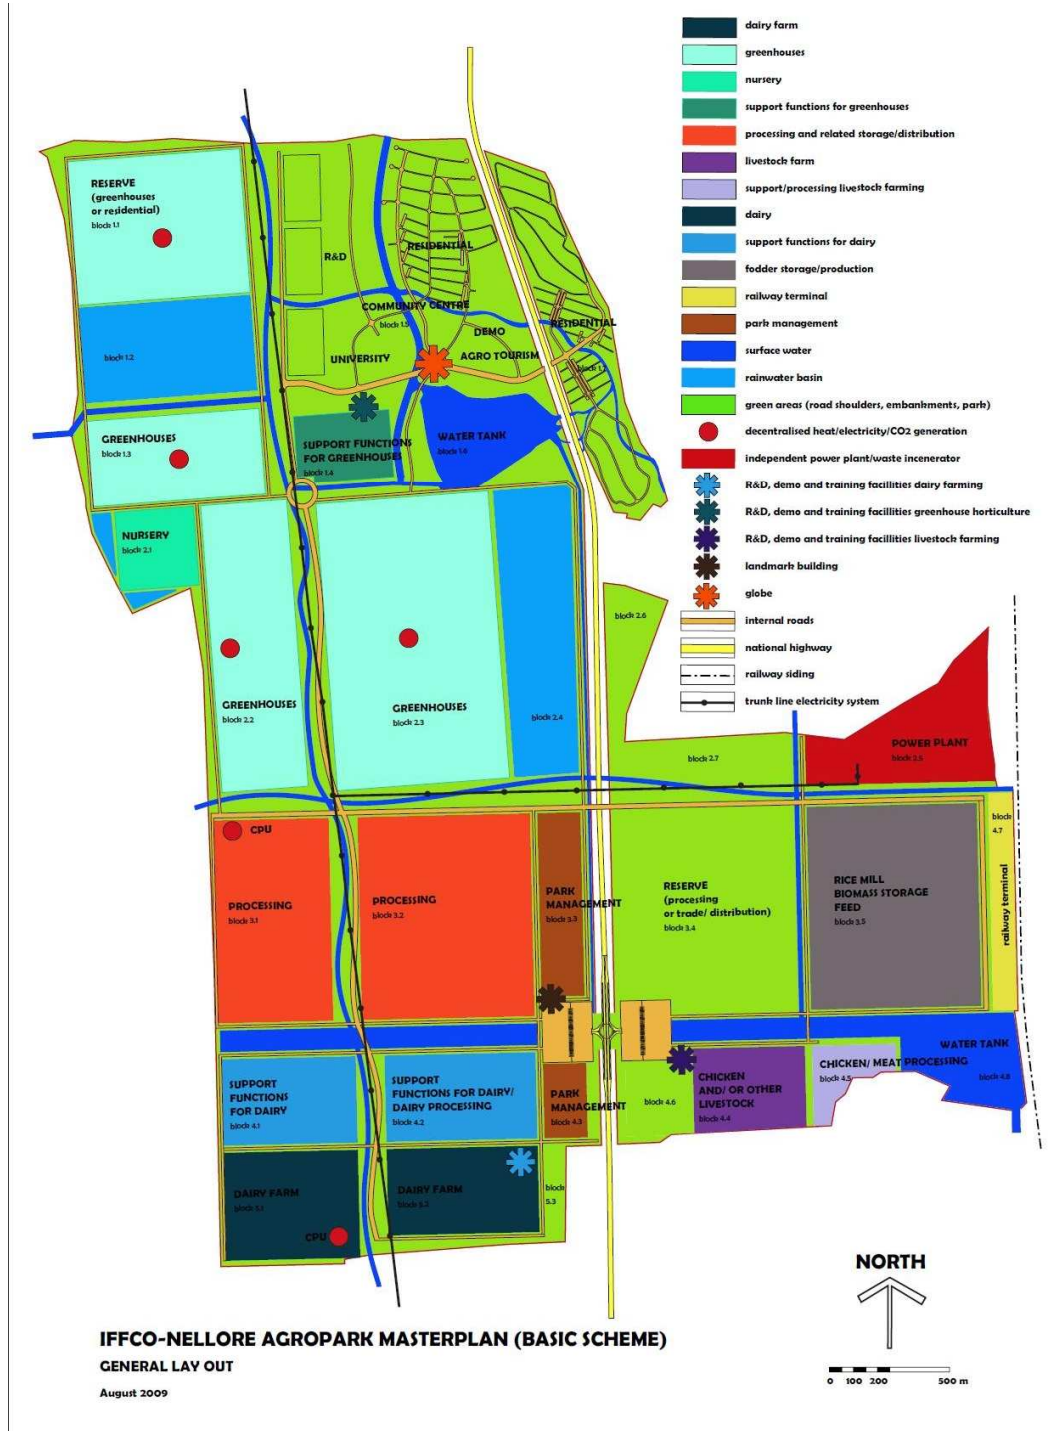 dairy farm
greenhouses
nursery
support functions for greenhouses
processing and related storage/distribution
livestock farm
support/processing livestock farming
dairy
support functions for dairy
fodder storage/production
railway terminal
park management
surface water
rainwater basin
green areas (road shoulders, embankments, park)
decentralised heat/electricity/CO2 generation
independent power plant/waste incenerator
R&D, demo and training facillities dairy farming
R&D, demo and training facillities greenhouse horticulture
R&D, demo and training facillities livestock farming
landmark building
globe
internal roads
national highway
railway siding
trunk line electricity system
RESERVE
(greenhouses
or residential)
block 1.1
R&D
RESIDENTIAL
COMMUNITY CENTRE
block 1.5
RESIDENTIAL
DEMO
UNIVERSITY
AGRO TOURISM
block 1.2
GREENHOUSES
block 1.3
SUPPORT FUNCTIONS
FOR GREENHOUSES
block 1.4
WATER TANK
block 1.6
NURSERY
block 2.1
block 2.6
GREENHOUSES
block 2.2
GREENHOUSES
block 2.3
block 2.4
POWER PLANT
block 2.7
CPU
block
4.7
PROCESSING
block 3.1
PROCESSING
block 3.2
PARK
MANAGEMENT
block 3.3
RESERVE
(processing
or trade/ distribution)
block 3.4
RICE MILL
BIOMASS STORAGE
FEED
block 3.5
railway terminal
SUPPORT
FUNCTIONS
FOR DAIRY
block 4.1
SUPPORT
FUNCTIONS FOR DAIRY/
DAIRY PROCESSING
block 4.2
PARK
MANAGEMENT
block 4.3
block 4.6
CHICKEN
AND/ OR OTHER
LIVESTOCK
block 4.4
CHICKEN/ MEAT PROCESSING
block 4.5
WATER TANK
block 4.8
DAIRY FARM
block 5.1
CPU
DAIRY FARM
block 5.2
block
5.3
NORTH
IFFCO-NELLORE AGROPARK MASTERPLAN (BASIC SCHEME)
GENERAL LAY OUT
August 2009
0 100 200 500 m